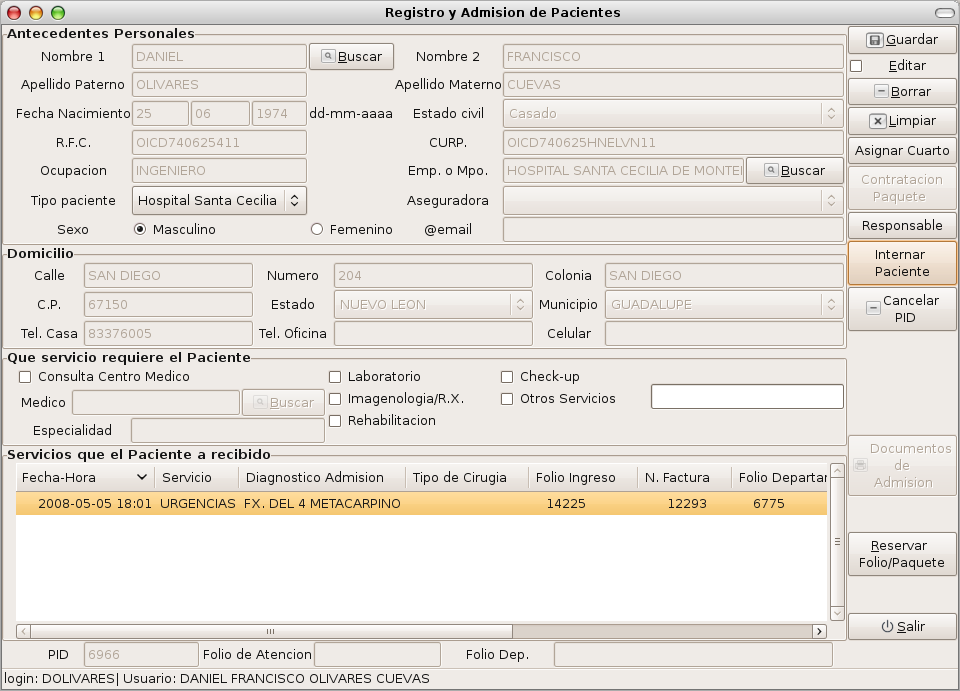 Registro y Admision de Pacientes
Antecedentes Personales
Nombre 1 DANIEL Buscar Nombre 2 FRANCISCO
Apellido Paterno OLIVARES Apellido Materno CUEVAS
Fecha Nacimiento 25 06 1974 dd-mm-aaaa Estado civil Casado
R.F.C. OICD740625411 CURP. OICD740625HNELVN11
Ocupacion INGENIERO Emp. o Mpo. HOSPITAL SANTA CECILIA DE MONTE Buscar
Tipo paciente Hospital Santa Cecilia Aseguradora
Sexo Masculino Femenino @email
Guardar
Editar
Borrar
Limpiar
Asignar Cuarto
Contratacion
Paquete
Responsable
Internar
Paciente
Cancelar
PID
Domicilio
Calle SAN DIEGO Numero 204 Colonia SAN DIEGO
C.P. 67150 Estado NUEVO LEON Municipio GUADALUPE
Tel. Casa 83376005 Tel. Oficina Celular
Que servicio requiere el Paciente
Consulta Centro Medico Laboratorio Check-up
Medico Buscar Imagenologia/R.X. Otros Servicios
Especialidad Rehabilitacion
Servicios que el Paciente a recibido
Fecha-Hora Servicio Diagnostico Admision Tipo de Cirugia Folio Ingreso N. Factura Folio Departar
2008-05-05 18:01 URGENCIAS FX. DEL 4 METACARPINO 14225 12293 6775
Documentos
de
Admision
Reservar
Folio/Paquete
Salir
PID 6966 Folio de Atencion Folio Dep.
login: DOLIVARES| Usuario: DANIEL FRANCISCO OLIVARES CUEVAS